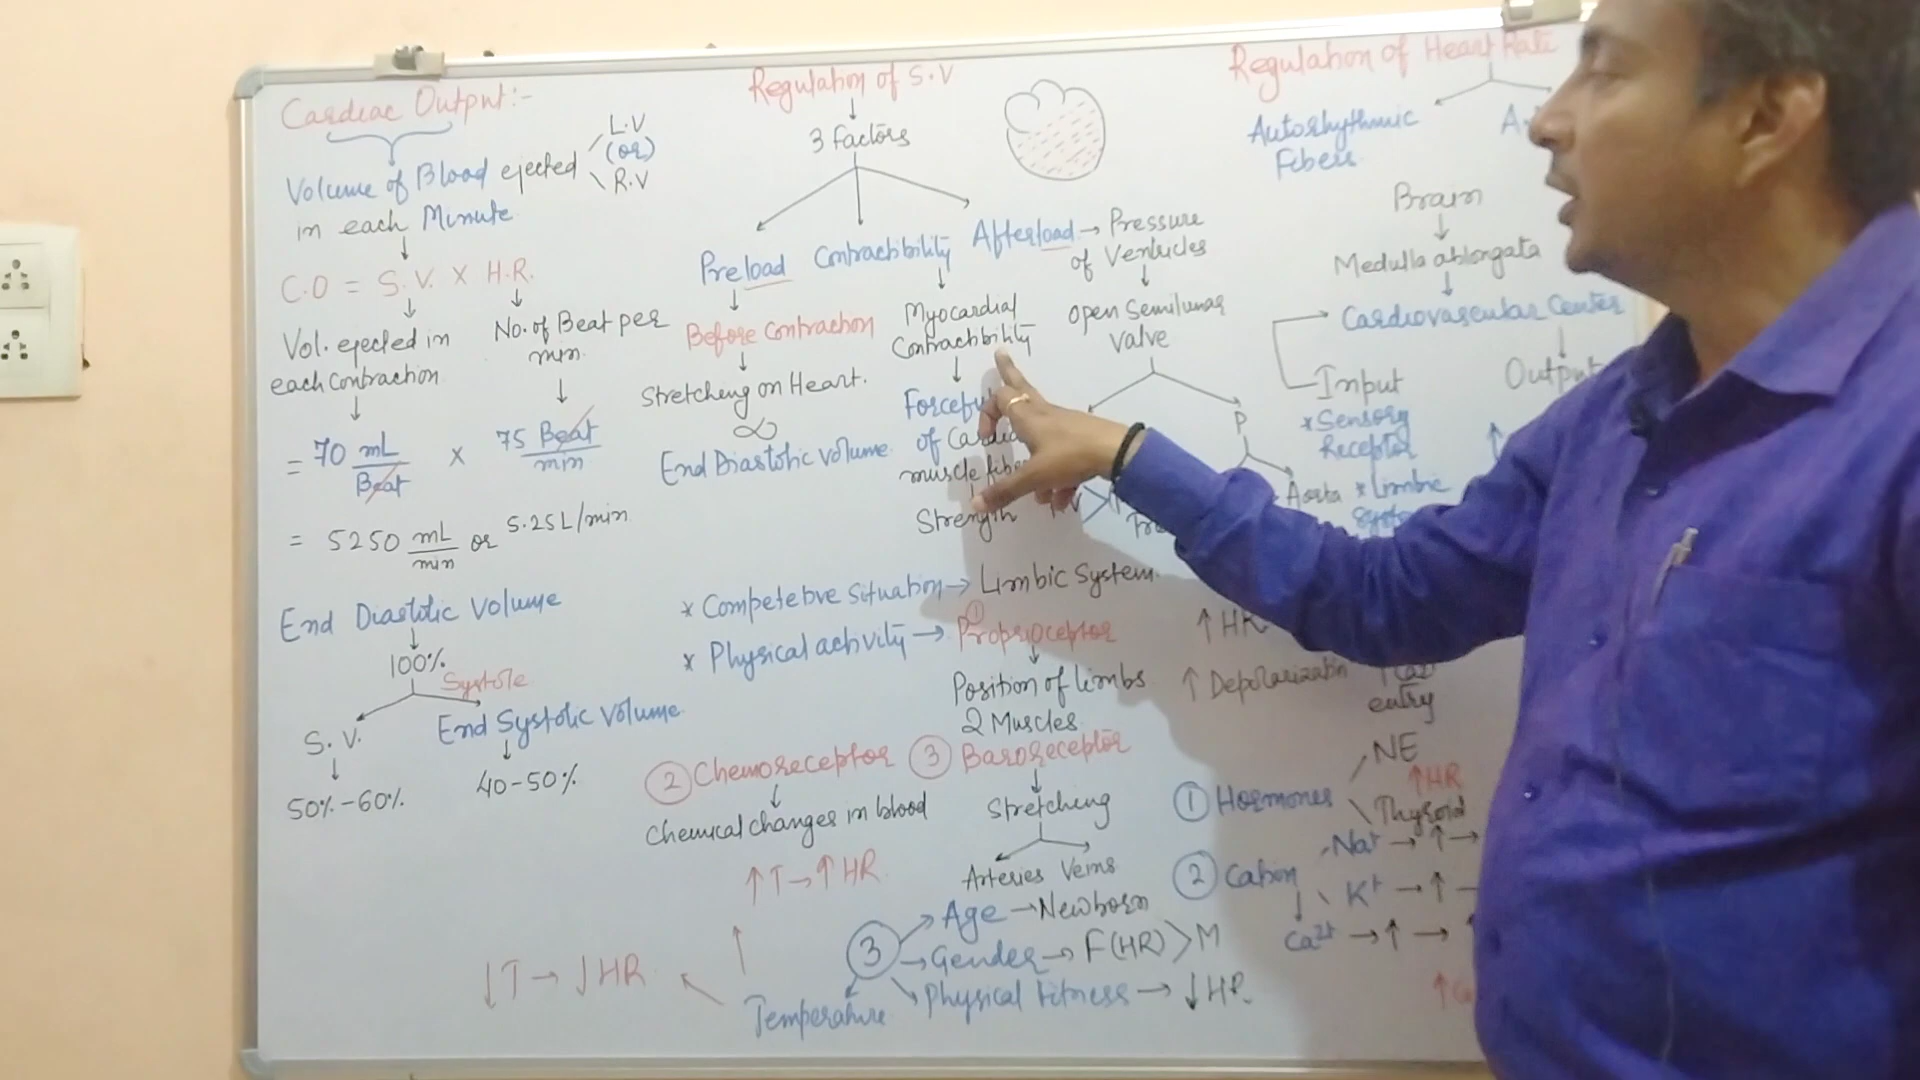 Cardiac Output:-
Volume of Blood ejected
L.V
(or)
R.V
in each Minute
C.O = S.V. X H.R.
Vol. ejected in
each contraction
No. of Beat per
min.
= 70 mL/Beat X 75 Beat/min
= 5250 mL/min or 5.25 L/min
End Diastolic Volume
100%
Systole
S.V.
End Systolic Volume
50%-60%
40-50%
Regulation of S.V
3 Factors
Preload
Contractibility
Afterload → Pressure
of Ventricles
Before Contraction
Stretching on Heart.
∝
End Diastolic volume
Myocardial
Contractibility
of Cardia
muscle fibe
Strength
Open Semilunar
Valve
P
Aorta
* Competetive Situation → Limbic System
* Physical activity → ① Proprioceptor
Position of limbs
2 Muscles
② Chemoreceptor
Chemical changes in blood
③ Baroreceptor
Stretching
Arteries Veins
↑T → ↑HR
↓T → ↓HR
③
Age → Newborn
Gender → F(HR) > M
Physical Fitness → ↓HR
Temperature
Regulation of Heart Rate
Autorhythmic
Fibers
Brain
Medulla oblongata
Cardiovascular Center
Input
Output
* Sensory
Receptor
* Limbic
↑ HR
↑ Depolarization
entry
① Hormones
NE
↑HR
Thyroid
② Cation
Na+ → ↑ →
K+ → ↑ –
Ca2+ → ↑ →